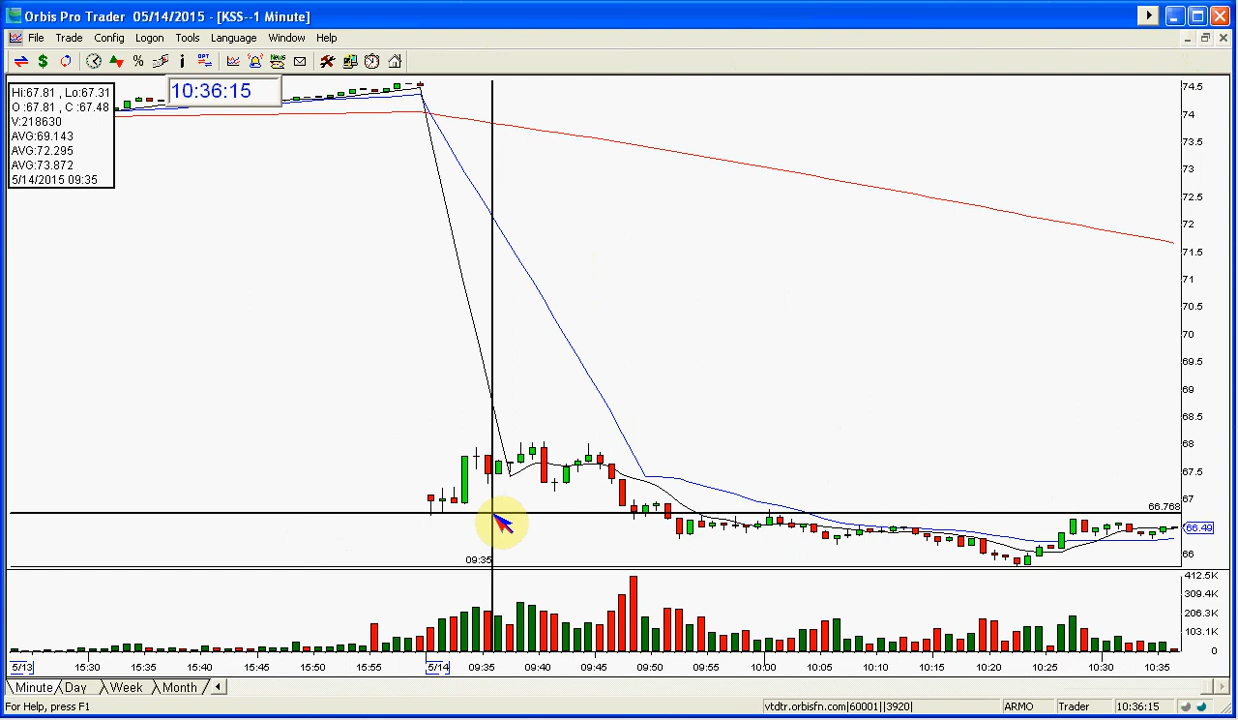 Orbis Pro Trader 05/14/2015 - [KSS--1 Minute]
File Trade Config Logon Tools Language Window Help
$ % i OPT News
10:36:15
Hi:67.81 , Lo:67.31
O :67.81 , C :67.48
V:218630
AVG:69.143
AVG:72.295
AVG:73.872
5/14/2015 09:35
74.5
74
73.5
73
72.5
72
71.5
71
70.5
70
69.5
69
68.5
68
67.5
67
66.768
66.49
66
09:35
412.5K
309.4K
206.3K
103.1K
0
5/13 15:30 15:35 15:40 15:45 15:50 15:55 5/14 09:35 09:40 09:45 09:50 09:55 10:00 10:05 10:10 10:15 10:20 10:25 10:30 10:35
Minute Day Week Month
For Help, press F1 vtdtr.orbisfn.com|60001||3920| ARMO Trader 10:36:15